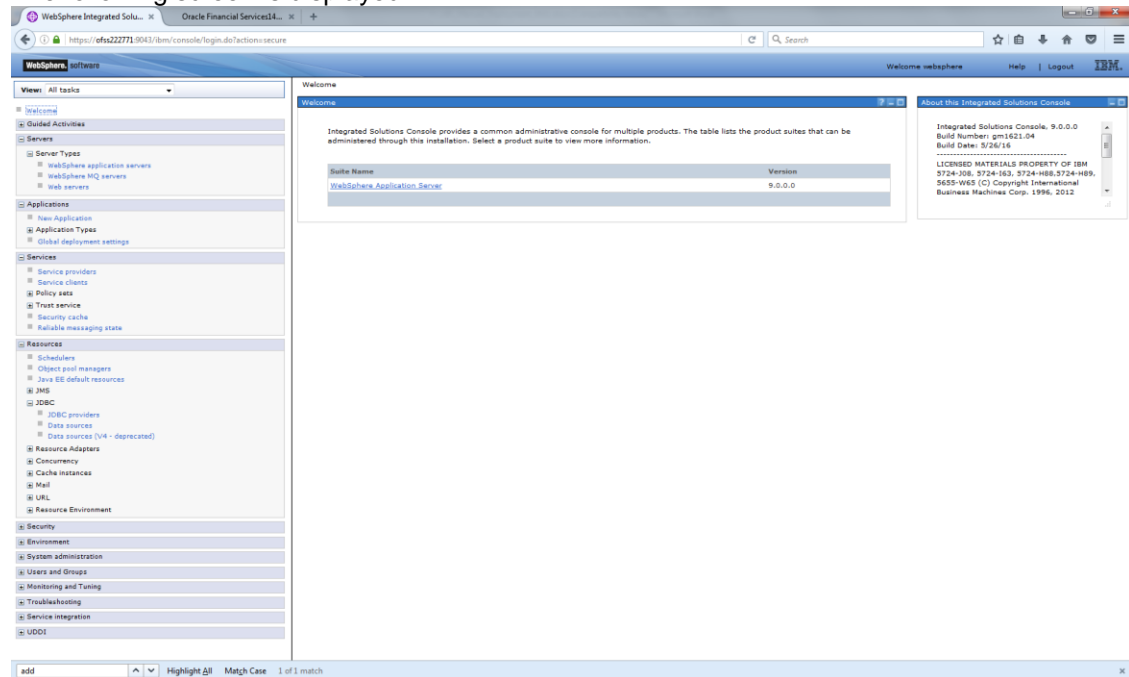 WebSphere Integrated Solu... ×
Oracle Financial Services14... ×
https://ofss222771:9043/ibm/console/login.do?action=secure
Search
WebSphere. software
Welcome websphere
Help | Logout
IBM.
View: All tasks
Welcome
Guided Activities
Servers
Server Types
WebSphere application servers
WebSphere MQ servers
Web servers
Applications
New Application
Application Types
Global deployment settings
Services
Service providers
Service clients
Policy sets
Trust service
Security cache
Reliable messaging state
Resources
Schedulers
Object pool managers
Java EE default resources
JMS
JDBC
JDBC providers
Data sources
Data sources (V4 - deprecated)
Resource Adapters
Concurrency
Cache instances
Mail
URL
Resource Environment
Security
Environment
System administration
Users and Groups
Monitoring and Tuning
Troubleshooting
Service integration
UDDI
Welcome
Welcome
Integrated Solutions Console provides a common administrative console for multiple products. The table lists the product suites that can be
administered through this installation. Select a product suite to view more information.
Suite Name Version
WebSphere Application Server 9.0.0.0
About this Integrated Solutions Console
Integrated Solutions Console, 9.0.0.0
Build Number: gm1621.04
Build Date: 5/26/16
LICENSED MATERIALS PROPERTY OF IBM
5724-J08, 5724-I63, 5724-H88,5724-H89,
5655-W65 (C) Copyright International
Business Machines Corp. 1996, 2012
add
Highlight All Match Case 1 of 1 match